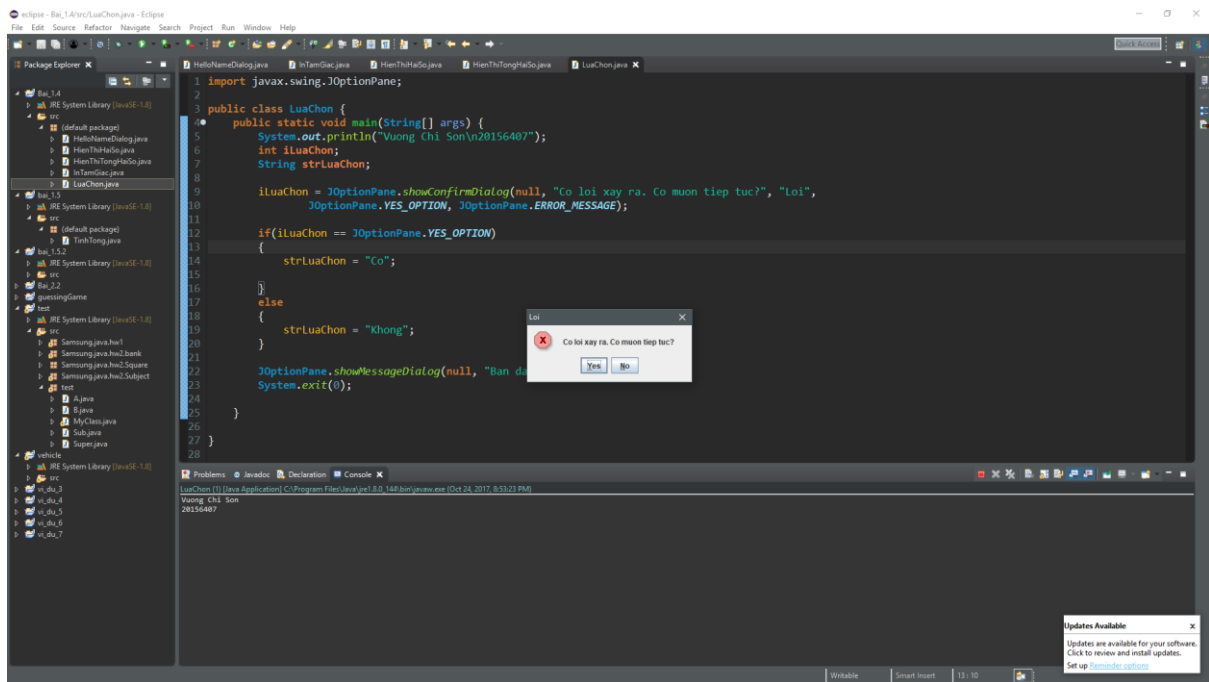 eclipse - Bai_1.4/src/LuaChon.java - Eclipse
File Edit Source Refactor Navigate Search Project Run Window Help
Quick Access
Package Explorer
HelloNameDialog.java InTamGiac.java HienThiHaiSo.java HienThiTongHaiSo.java LuaChon.java
Bai_1.4
JRE System Library [JavaSE-1.8]
src
(default package)
HelloNameDialog.java
HienThiHaiSo.java
HienThiTongHaiSo.java
InTamGiac.java
LuaChon.java
bai_1.5
JRE System Library [JavaSE-1.8]
src
(default package)
TinhTong.java
bai_1.5.2
JRE System Library [JavaSE-1.8]
src
Bai_2.2
guessingGame
test
JRE System Library [JavaSE-1.8]
src
Samsung.java.hw1
Samsung.java.hw2.bank
Samsung.java.hw2.Square
Samsung.java.hw2.Subject
test
A.java
B.java
MyClass.java
Sub.java
Super.java
vehicle
JRE System Library [JavaSE-1.8]
src
vi_du_3
vi_du_4
vi_du_5
vi_du_6
vi_du_7
1 import javax.swing.JOptionPane;
2
3 public class LuaChon {
4 public static void main(String[] args) {
5 System.out.println("Vuong Chi Son\n20156407");
6 int iLuaChon;
7 String strLuaChon;
8
9 iLuaChon = JOptionPane.showConfirmDialog(null, "Co loi xay ra. Co muon tiep tuc?", "Loi",
10 JOptionPane.YES_OPTION, JOptionPane.ERROR_MESSAGE);
11
12 if(iLuaChon == JOptionPane.YES_OPTION)
13 {
14 strLuaChon = "Co";
15
16 }
17 else
18 {
19 strLuaChon = "Khong";
20 }
21
22 JOptionPane.showMessageDialog(null, "Ban da
23 System.exit(0);
24
25 }
26
27 }
28
Loi
Co loi xay ra. Co muon tiep tuc?
Yes No
Problems Javadoc Declaration Console
LuaChon (1) [Java Application] C:\Program Files\Java\jre1.8.0_144\bin\javaw.exe (Oct 24, 2017, 8:53:23 PM)
Vuong Chi Son
20156407
Updates Available x
Updates are available for your software.
Click to review and install updates.
Set up Reminder options
Writable Smart Insert 13 : 10